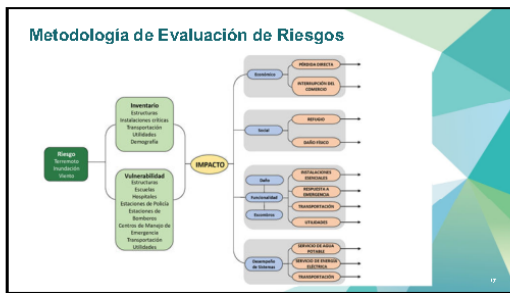 Metodología de Evaluación de Riesgos
Riesgo
Terremoto
Inundación
Viento
Inventario
Estructuras
Instalaciones críticas
Transportación
Utilidades
Demografía
Vulnerabilidad
Estructuras
Escuelas
Hospitales
Estaciones de Policía
Estaciones de
Bomberos
Centros de Manejo de
Emergencia
Transportación
Utilidades
IMPACTO
Económico
PÉRDIDA DIRECTA
INTERRUPCIÓN DEL
COMERCIO
Social
REFUGIO
DAÑO FÍSICO
Daño
Funcionalidad
Escombros
INSTALACIONES
ESENCIALES
RESPUESTA A
EMERGENCIA
TRANSPORTACIÓN
UTILIDADES
Desempeño
de Sistemas
SERVICIO DE AGUA
POTABLE
SERVICIO DE ENERGÍA
ELÉCTRICA
TRANSPORTACIÓN
17